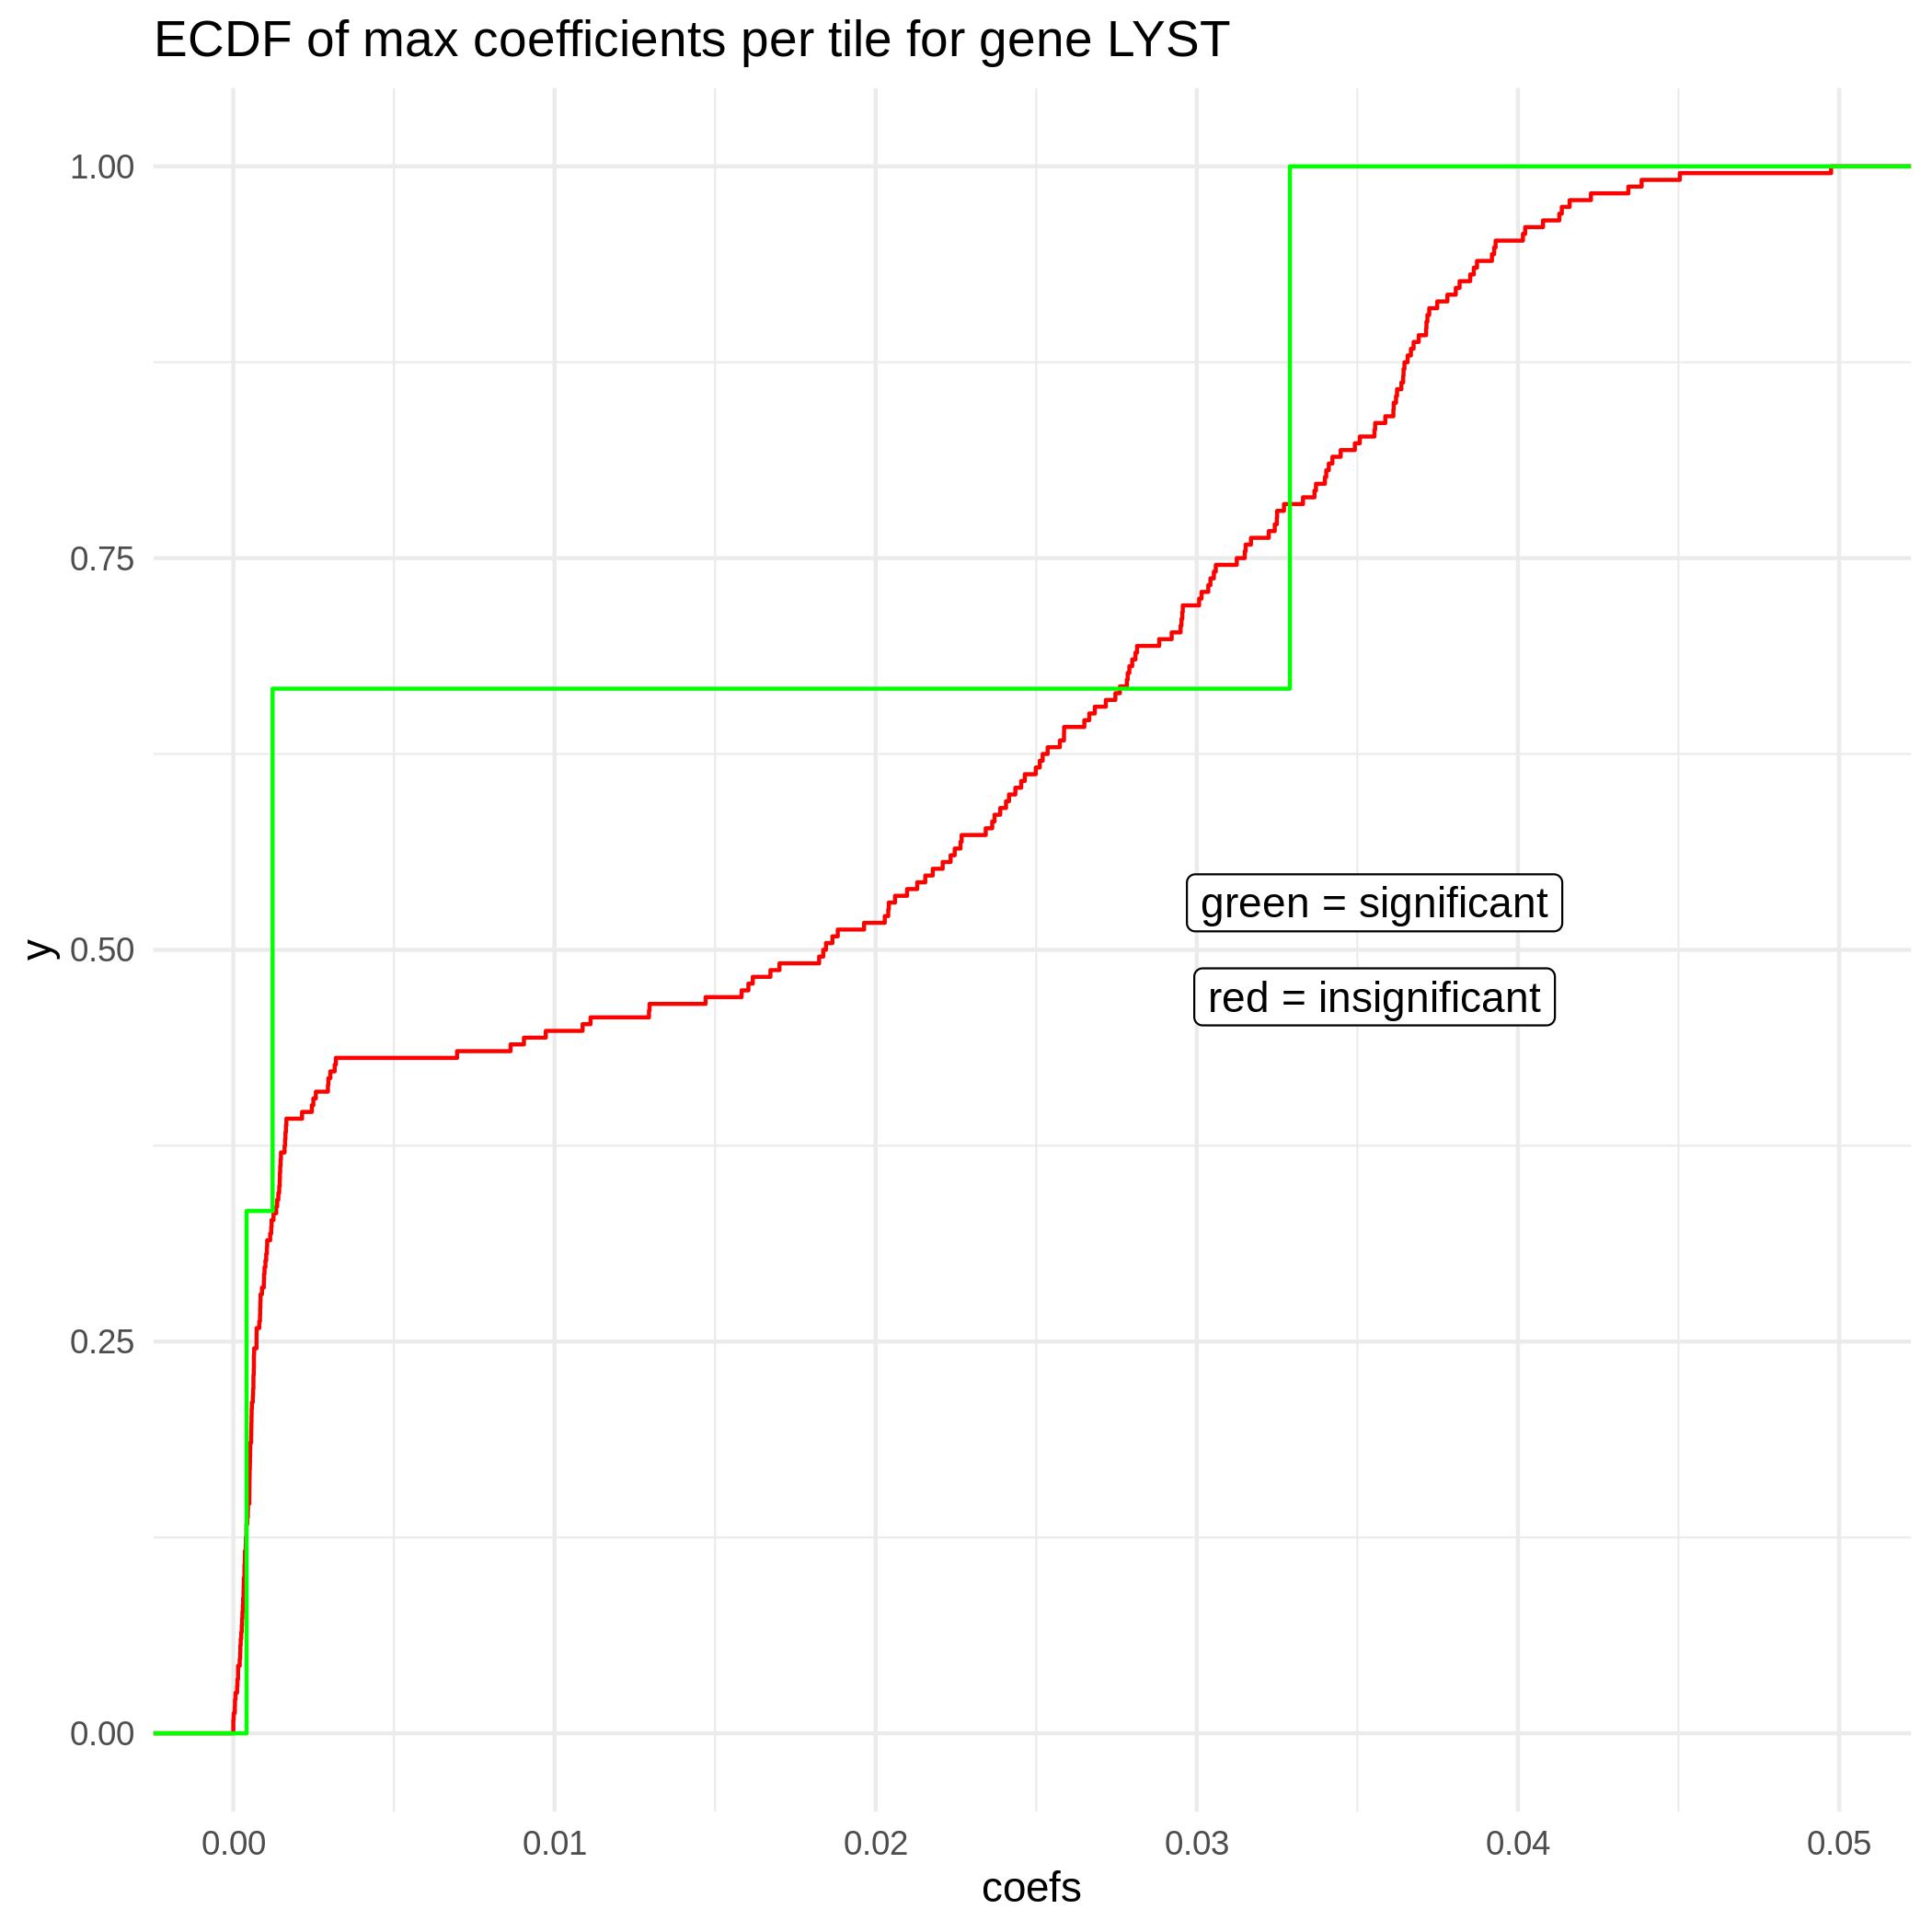 ECDF of max coefficients per tile for gene LYST
1.00
0.75
y
0.50
0.25
0.00
green = significant
red = insignificant
0.00 0.01 0.02 0.03 0.04 0.05
coefs